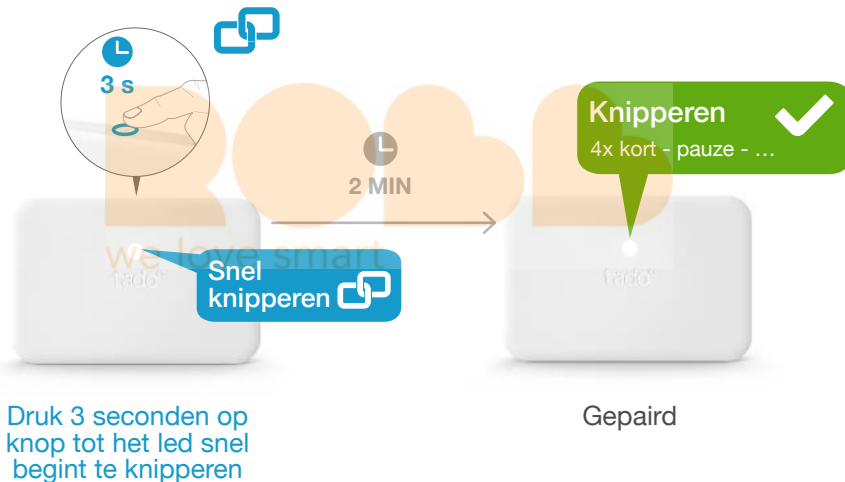 3 s
Knipperen
4x kort - pauze - ...
2 MIN
ROBB
we love smart
Snel
knipperen
tado°
tado°
Druk 3 seconden op
knop tot het led snel
begint te knipperen
Gepaird